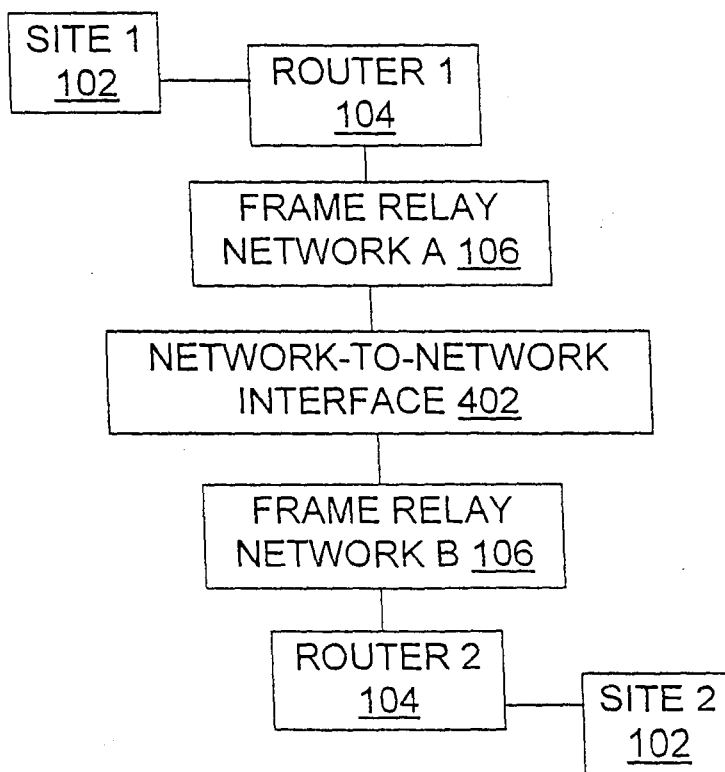 SITE 1
102
ROUTER 1
104
FRAME RELAY
NETWORK A 106
NETWORK-TO-NETWORK
INTERFACE 402
FRAME RELAY
NETWORK B 106
ROUTER 2
104
SITE 2
102